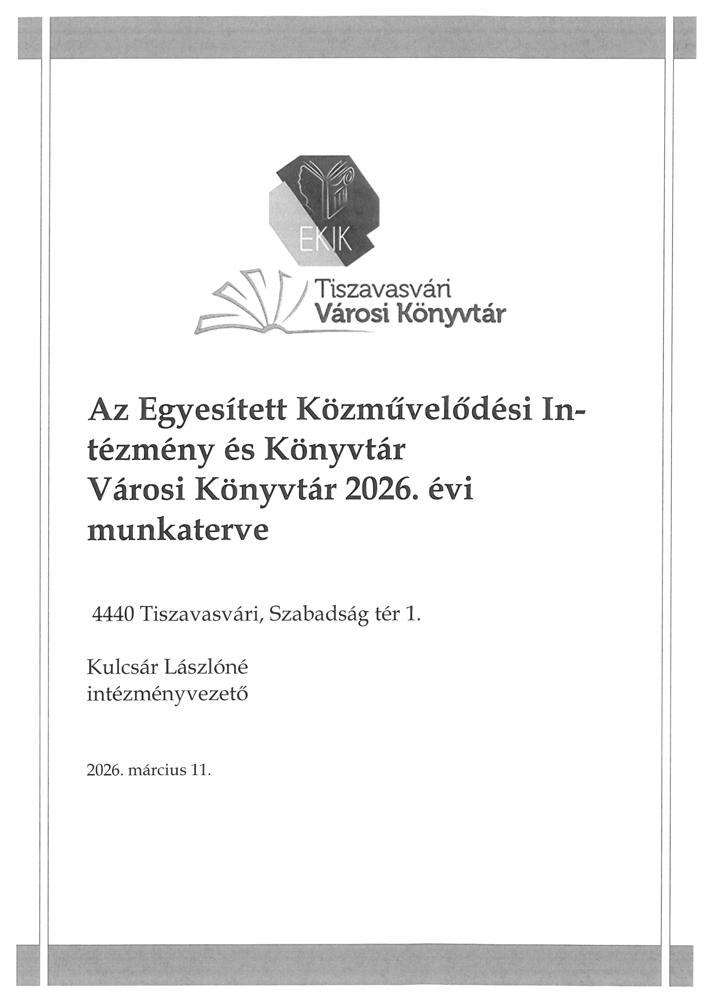 EKIK
Tiszavasvári
Városi Könyvtár
Az Egyesített Közművelődési In-
tézmény és Könyvtár
Városi Könyvtár 2026. évi
munkaterve
4440 Tiszavasvári, Szabadság tér 1.
Kulcsár Lászlóné
intézményvezető
2026. március 11.